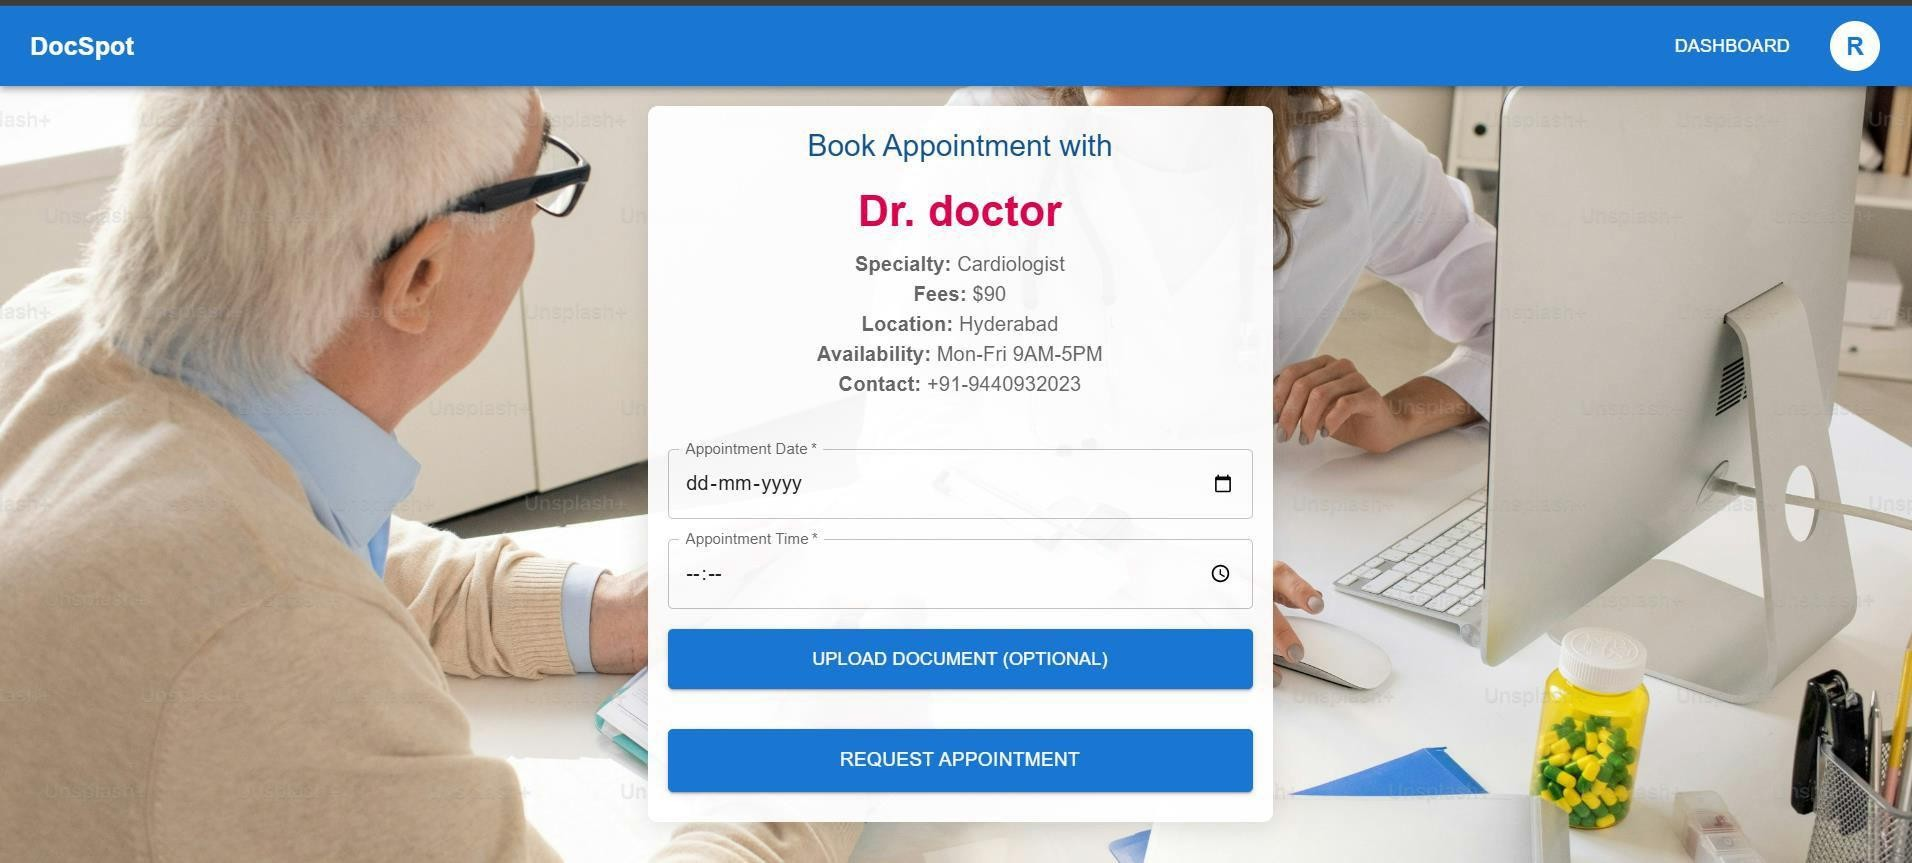 DocSpot
DASHBOARD
R
Book Appointment with
Dr. doctor
Specialty: Cardiologist
Fees: $90
Location: Hyderabad
Availability: Mon-Fri 9AM-5PM
Contact: +91-9440932023
Appointment Date *
dd-mm-yyyy
Appointment Time *
--:--
UPLOAD DOCUMENT (OPTIONAL)
REQUEST APPOINTMENT
Unsplash+